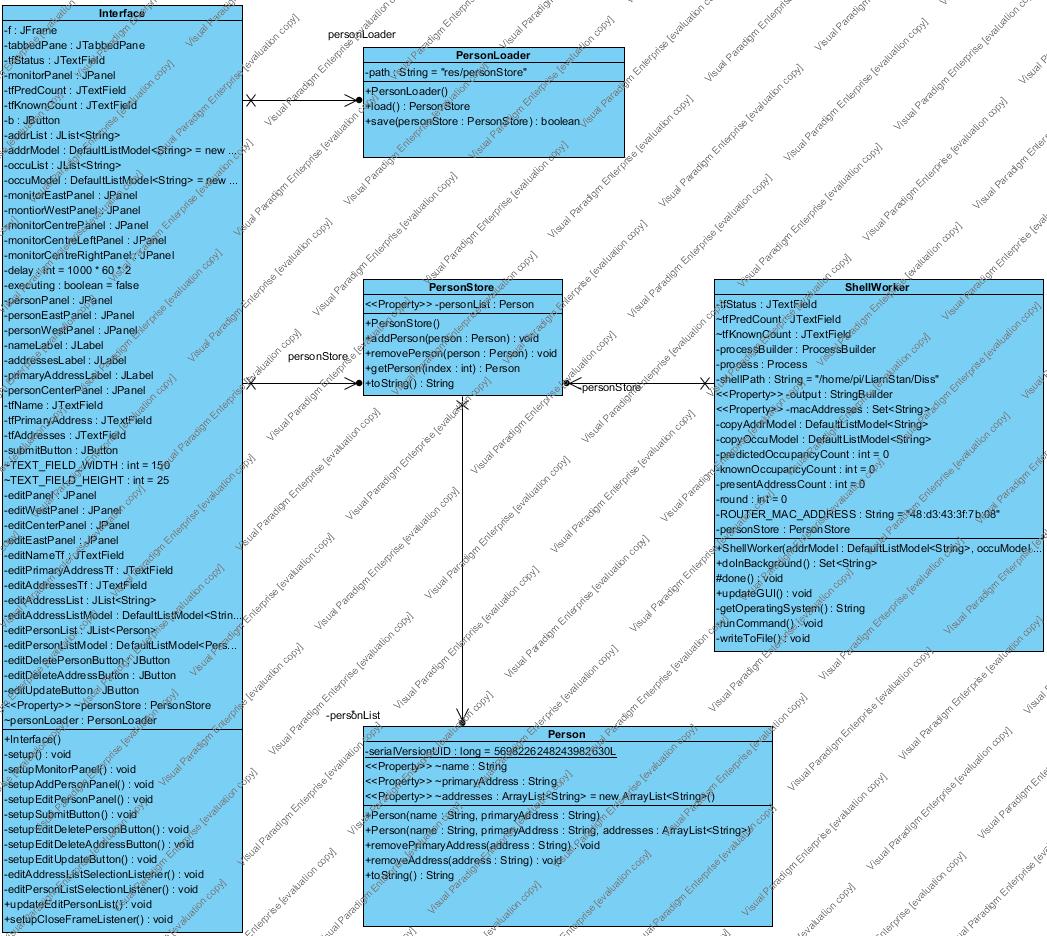 Interface
-f : JFrame
-tabbedPane : JTabbedPane
-tfStatus : JTextField
-monitorPanel : JPanel
-tfPredCount : JTextField
-tfKnownCount : JTextField
-b : JButton
-addrList : JList<String>
-addrModel : DefaultListModel<String> = new ...
-occuList : JList<String>
-occuModel : DefaultListModel<String> = new ...
-monitorEastPanel : JPanel
-montiorWestPanel : JPanel
-monitorCentrePanel : JPanel
-monitorCentreLeftPanel : JPanel
-monitorCentreRightPanel : JPanel
-delay : int = 1000 * 60 * 2
-executing : boolean = false
-personPanel : JPanel
-personEastPanel : JPanel
-personWestPanel : JPanel
-nameLabel : JLabel
-addressesLabel : JLabel
-primaryAddressLabel : JLabel
-personCenterPanel : JPanel
-tfName : JTextField
-tfPrimaryAddress : JTextField
-tfAddresses : JTextField
-submitButton : JButton
~TEXT_FIELD_WIDTH : int = 150
~TEXT_FIELD_HEIGHT : int = 25
-editPanel : JPanel
-editWestPanel : JPanel
-editCenterPanel : JPanel
-editEastPanel : JPanel
-editNameTf : JTextField
-editPrimaryAddressTf : JTextField
-editAddressesTf : JTextField
-editAddressList : JList<String>
-editAddressListModel : DefaultListModel<Strin...
-editPersonList : JList<Person>
-editPersonListModel : DefaultListModel<Pers...
-editDeletePersonButton : JButton
-editDeleteAddressButton : JButton
-editUpdateButton : JButton
<<Property>> ~personStore : PersonStore
~personLoader : PersonLoader
+Interface()
-setup() : void
-setupMonitorPanel() : void
-setupAddPersonPanel() : void
-setupEditPersonPanel() : void
-setupSubmitButton() : void
-setupEditDeletePersonButton() : void
-setupEditDeleteAddressButton() : void
-setupEditUpdateButton() : void
-editAddressListSelectionListener() : void
-editPersonListSelectionListener() : void
+updateEditPersonList() : void
+setupCloseFrameListener() : void
personLoader
PersonLoader
-path : String = "res/personStore"
+PersonLoader()
+load() : PersonStore
+save(personStore : PersonStore) : boolean
personStore
PersonStore
<<Property>> -personList : Person
+PersonStore()
+addPerson(person : Person) : void
+removePerson(person : Person) : void
+getPerson(index : int) : Person
+toString() : String
personStore
ShellWorker
-tfStatus : JTextField
~tfPredCount : JTextField
~tfKnownCount : JTextField
-processBuilder : ProcessBuilder
-process : Process
-shellPath : String = "/home/pi/LiamStan/Diss"
<<Property>> -output : StringBuilder
<<Property>> -macAddresses : Set<String>
-copyAddrModel : DefaultListModel<String>
-copyOccuModel : DefaultListModel<String>
-predictedOccupancyCount : int = 0
-knownOccupancyCount : int = 0
-presentAddressCount : int = 0
-round : int = 0
-ROUTER_MAC_ADDRESS : String = "48:d3:43:3f:7b:08"
-personStore : PersonStore
+ShellWorker(addrModel : DefaultListModel<String>, occuModel ...
+doInBackground() : Set<String>
#done() : void
+updateGUI() : void
-getOperatingSystem() : String
-runCommand() : void
-writeToFile() : void
-personList
Person
-serialVersionUID : long = 5698226248243982630L
<<Property>> ~name : String
<<Property>> ~primaryAddress : String
<<Property>> ~addresses : ArrayList<String> = new ArrayList<String>()
+Person(name : String, primaryAddress : String)
+Person(name : String, primaryAddress : String, addresses : ArrayList<String>)
+removePrimaryAddress(address : String) : void
+removeAddress(address : String) : void
+toString() : String
Visual Paradigm Enterprise [evaluation copy]